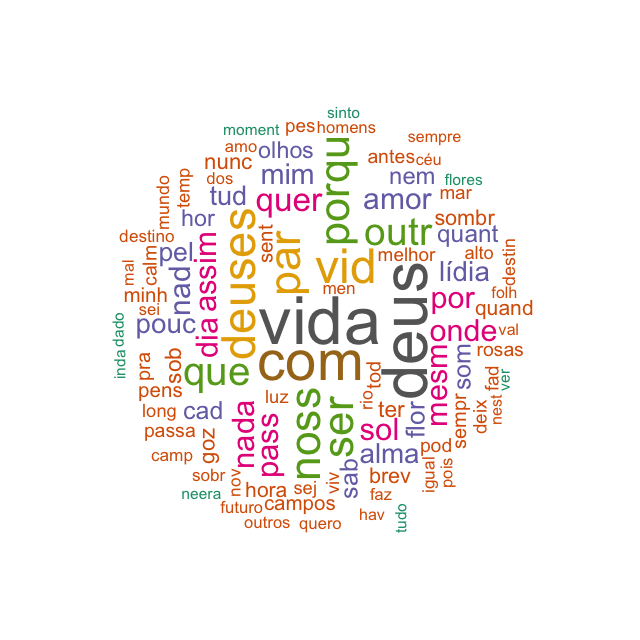 sinto
moment
pes
homens
sempre
amo
olhos
porqu
antes
céu
nunc
dos
mim
nem
flores
mundo
temp
tud
quer
amor
mar
hor
sombr
destino
deuses
sent
par
outr
quant
pel
assim
vid
melhor
alto
destin
mal
calm
nad
lídia
minh
men
deus
por
folh
sei
vida
quand
inda
dado
pouc
dia
onde
val
pra
sob
que
com
mesm
som
rosas
pens
luz
tod
rio
fad
ver
long
cad
nada
pass
noss
ser
sol
ter
flor
sempr
deix
nest
passa
goz
alma
pod
camp
sab
igual
pois
sobr
nov
hora
sej
viv
brev
neera
futuro
campos
faz
outros
quero
hav
tudo